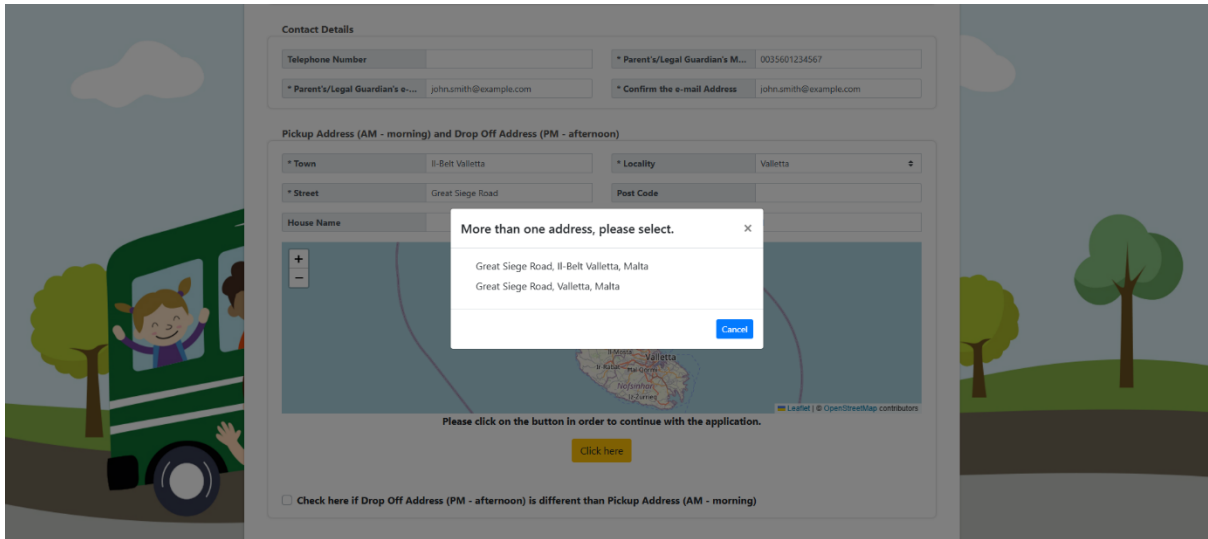 Contact Details
Telephone Number
* Parent's/Legal Guardian's M... 0035601234567
* Parent's/Legal Guardian's e-... john.smith@example.com
* Confirm the e-mail Address john.smith@example.com
Pickup Address (AM - morning) and Drop Off Address (PM - afternoon)
* Town Il-Belt Valletta
* Locality Valletta
* Street Great Siege Road
Post Code
House Name
More than one address, please select. ×
Great Siege Road, Il-Belt Valletta, Malta
Great Siege Road, Valletta, Malta
Cancel
+
−
Valletta
Leaflet | © OpenStreetMap contributors
Please click on the button in order to continue with the application.
Click here
Check here if Drop Off Address (PM - afternoon) is different than Pickup Address (AM - morning)